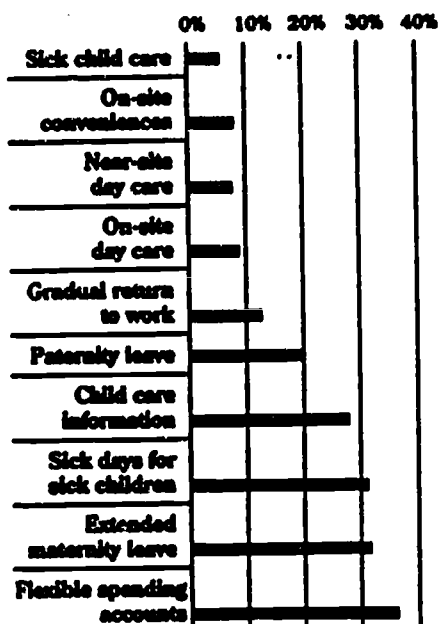 0% 10% 20% 30% 40%
Sick child care
On-site
conveniences
Near-site
day care
On-site
day care
Gradual return
to work
Paternity leave
Child care
information
Sick days for
sick children
Extended
maternity leave
Flexible spending
accounts